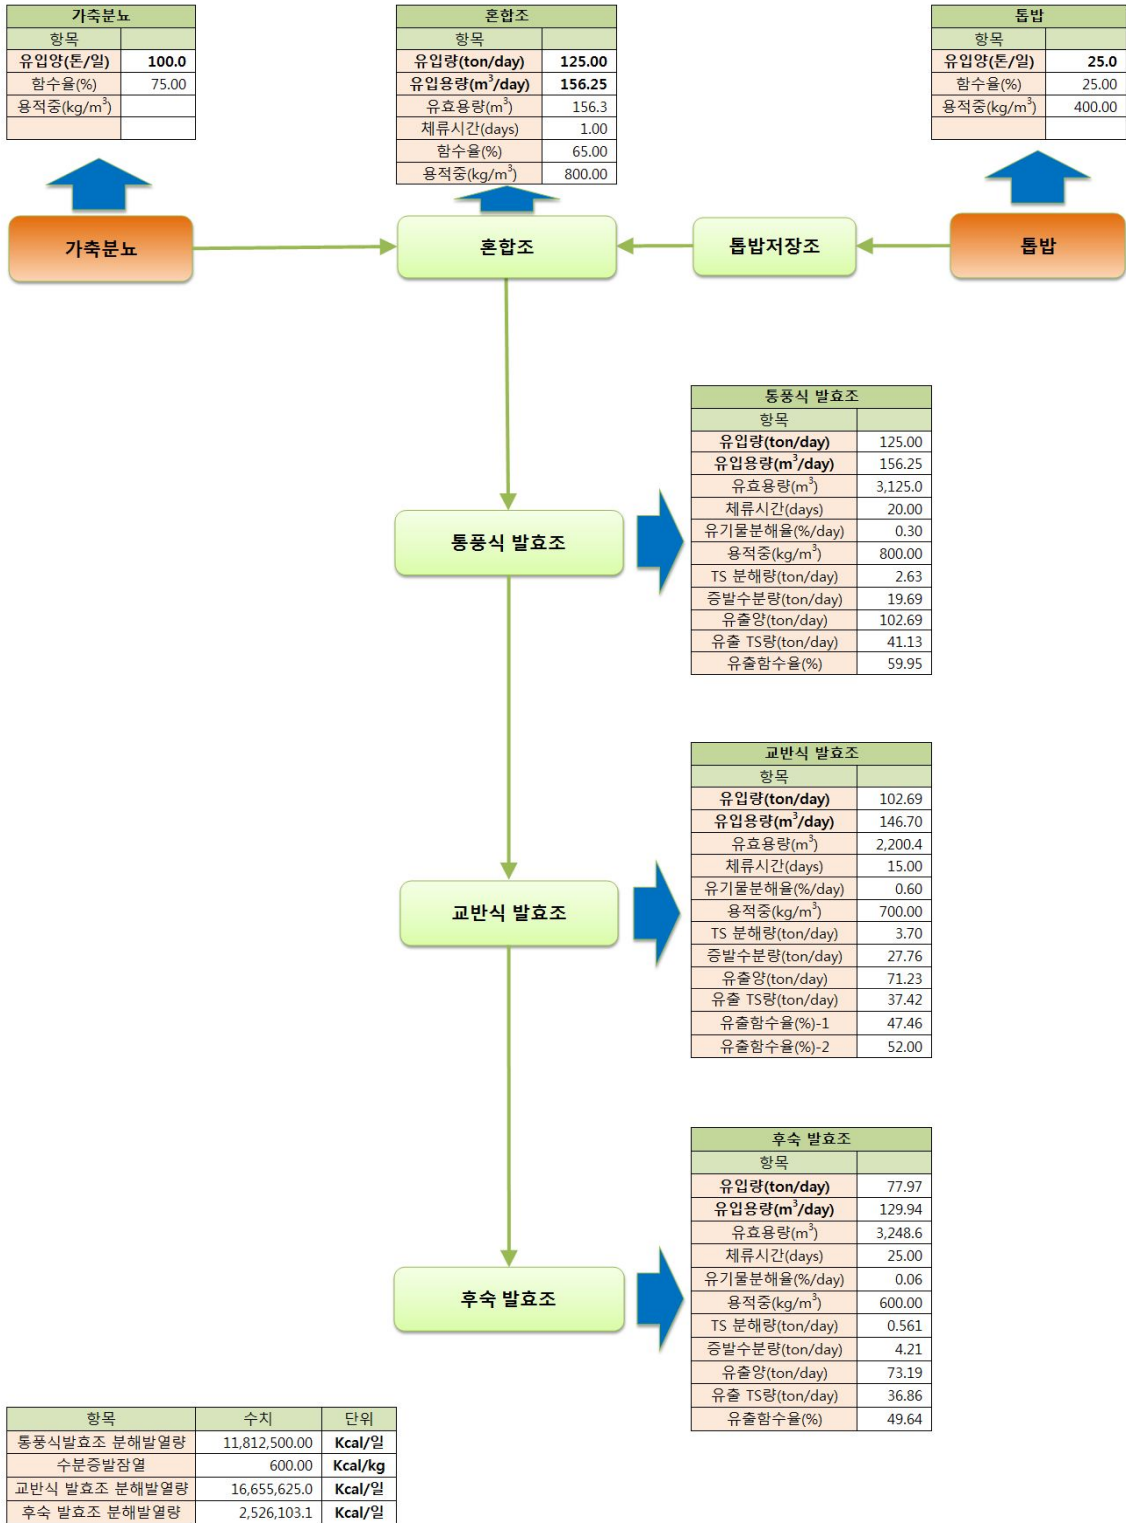 가축분뇨
항목
유입양(톤/일) 100.0
함수율(%) 75.00
용적중(kg/m³)
혼합조
항목
유입량(ton/day) 125.00
유입용량(m³/day) 156.25
유효용량(m³) 156.3
체류시간(days) 1.00
함수율(%) 65.00
용적중(kg/m³) 800.00
톱밥
항목
유입양(톤/일) 25.0
함수율(%) 25.00
용적중(kg/m³) 400.00
가축분뇨
혼합조
톱밥저장조
톱밥
통풍식 발효조
항목
유입량(ton/day) 125.00
유입용량(m³/day) 156.25
유효용량(m³) 3,125.0
체류시간(days) 20.00
유기물분해율(%/day) 0.30
용적중(kg/m³) 800.00
TS 분해량(ton/day) 2.63
증발수분량(ton/day) 19.69
유출양(ton/day) 102.69
유출 TS량(ton/day) 41.13
유출함수율(%) 59.95
통풍식 발효조
교반식 발효조
항목
유입량(ton/day) 102.69
유입용량(m³/day) 146.70
유효용량(m³) 2,200.4
체류시간(days) 15.00
유기물분해율(%/day) 0.60
용적중(kg/m³) 700.00
TS 분해량(ton/day) 3.70
증발수분량(ton/day) 27.76
유출양(ton/day) 71.23
유출 TS량(ton/day) 37.42
유출함수율(%)-1 47.46
유출함수율(%)-2 52.00
교반식 발효조
후숙 발효조
항목
유입량(ton/day) 77.97
유입용량(m³/day) 129.94
유효용량(m³) 3,248.6
체류시간(days) 25.00
유기물분해율(%/day) 0.06
용적중(kg/m³) 600.00
TS 분해량(ton/day) 0.561
증발수분량(ton/day) 4.21
유출양(ton/day) 73.19
유출 TS량(ton/day) 36.86
유출함수율(%) 49.64
후숙 발효조
항목 수치 단위
통풍식발효조 분해발열량 11,812,500.00 Kcal/일
수분증발잠열 600.00 Kcal/kg
교반식 발효조 분해발열량 16,655,625.0 Kcal/일
후숙 발효조 분해발열량 2,526,103.1 Kcal/일